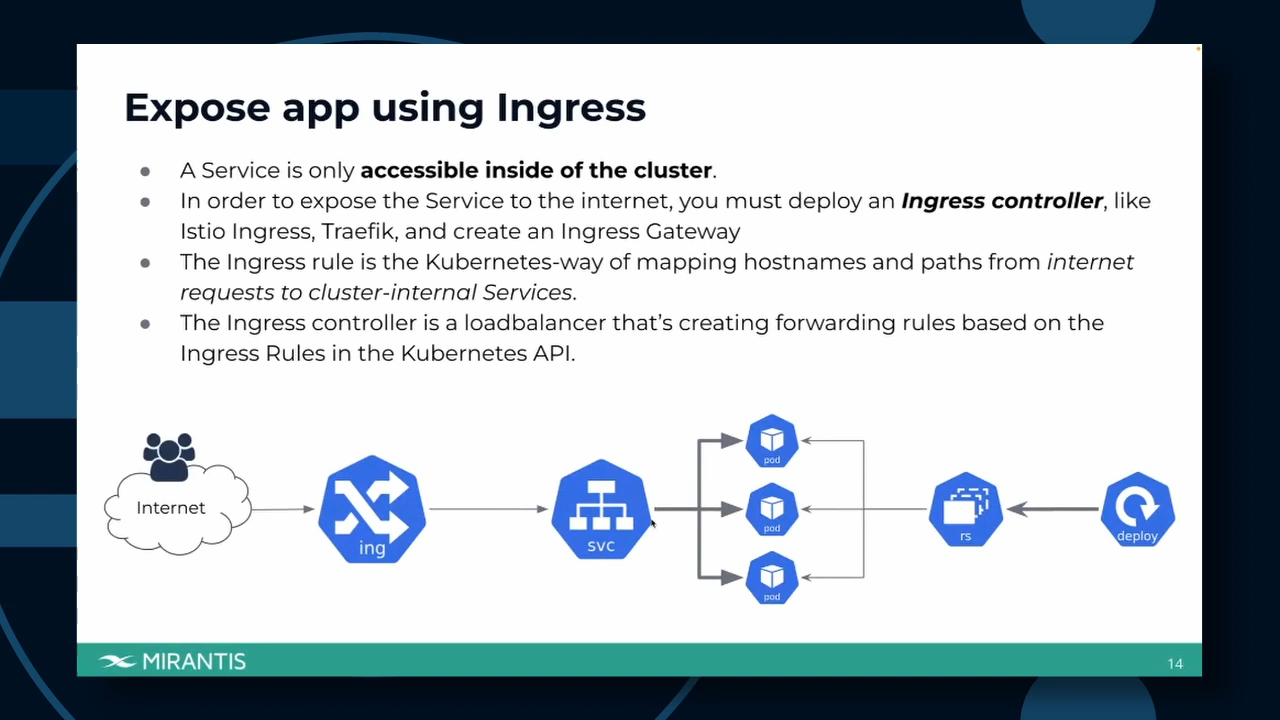 Expose app using Ingress
● A Service is only accessible inside of the cluster.
● In order to expose the Service to the internet, you must deploy an Ingress controller, like
Istio Ingress, Traefik, and create an Ingress Gateway
● The Ingress rule is the Kubernetes-way of mapping hostnames and paths from internet
requests to cluster-internal Services.
● The Ingress controller is a loadbalancer that's creating forwarding rules based on the
Ingress Rules in the Kubernetes API.
Internet
ing
svc
pod
pod
pod
rs
deploy
MIRANTIS
14